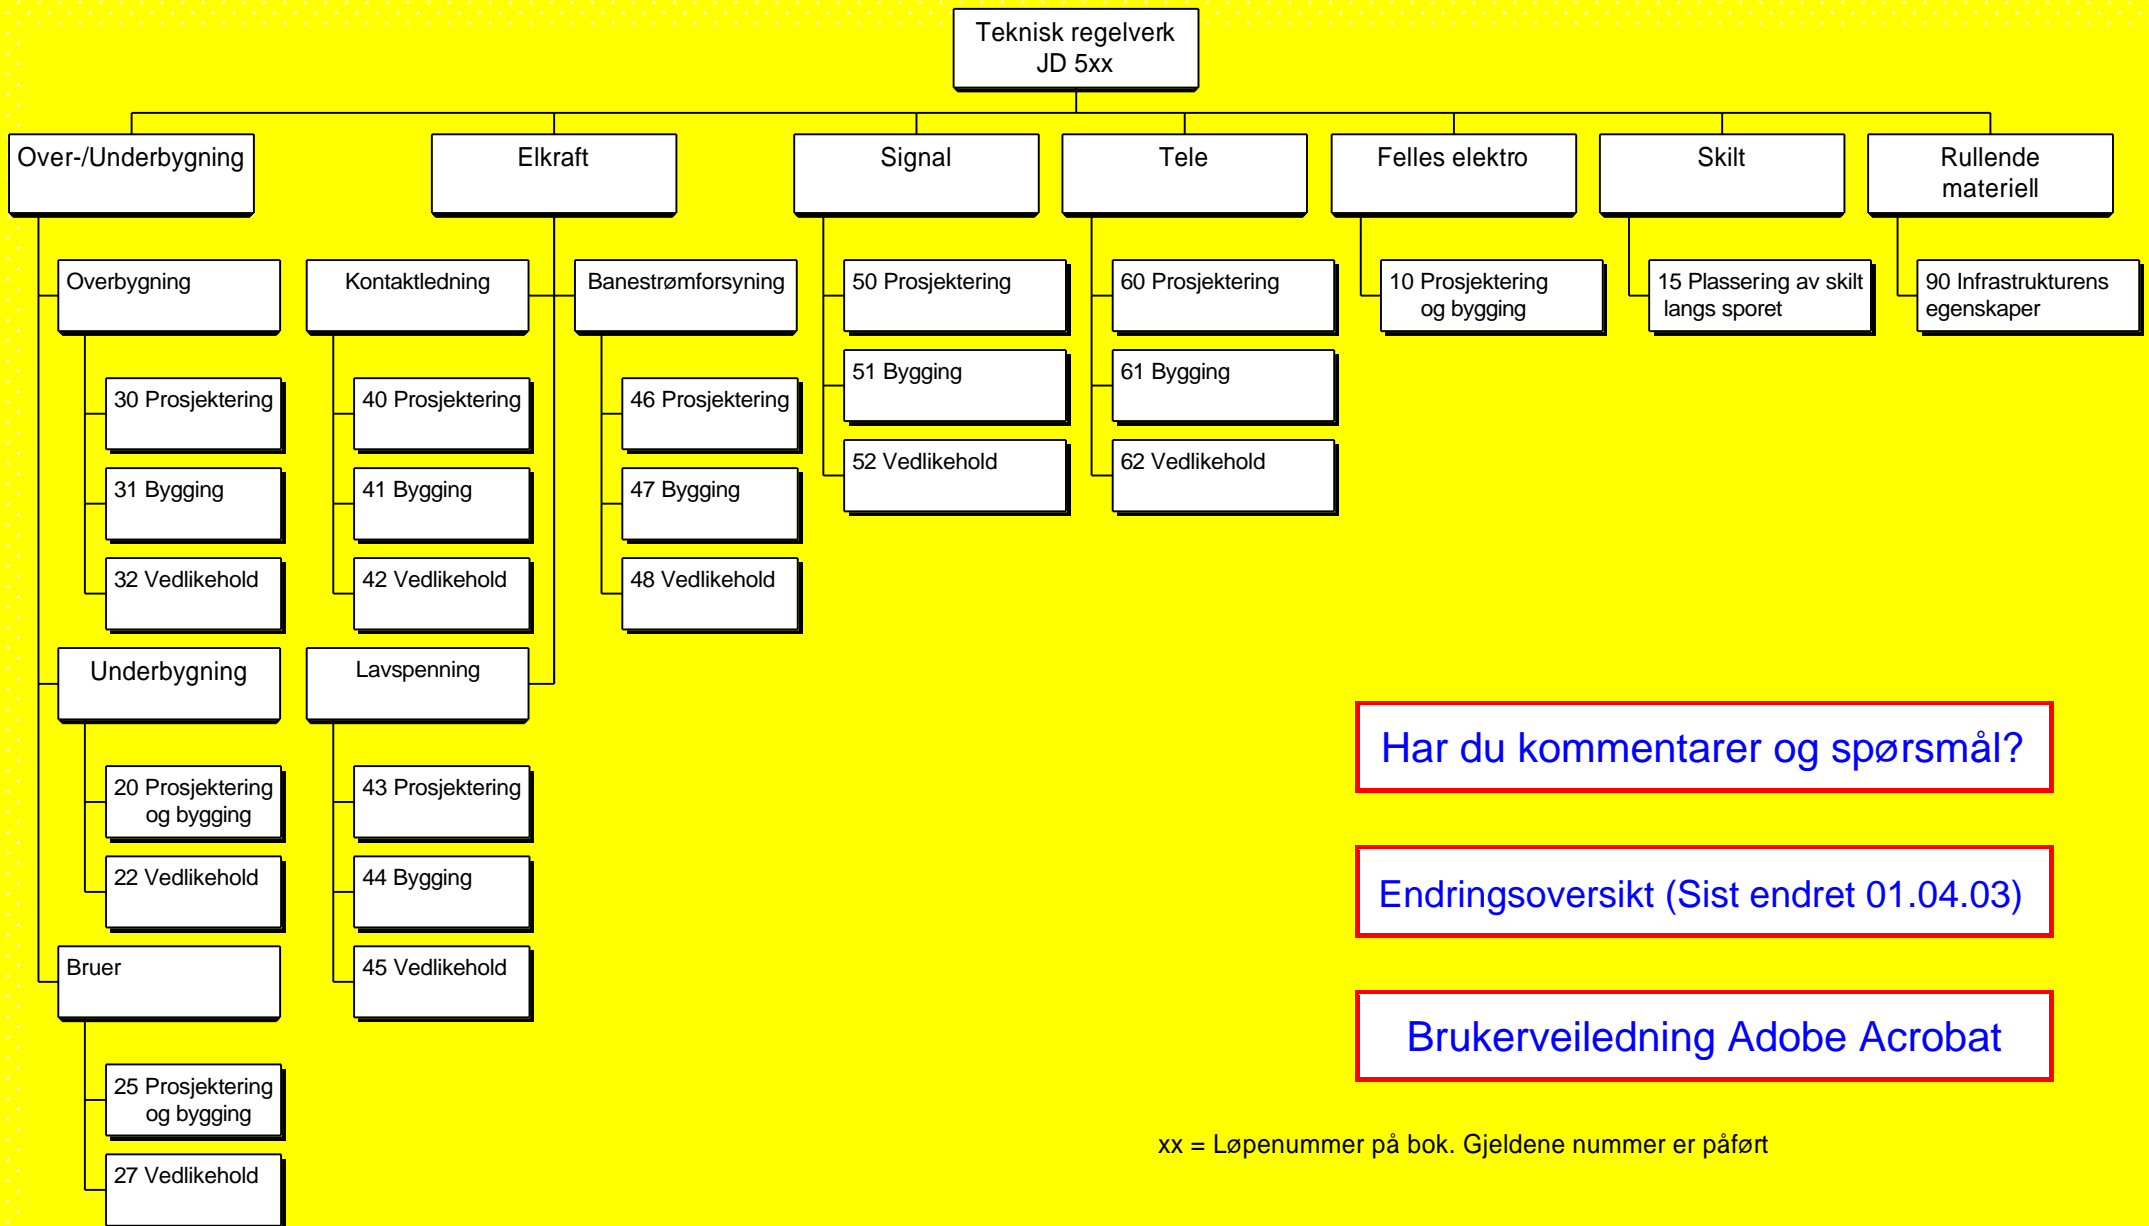 Teknisk regelverk
JD 5xx
Over-/Underbygning
Elkraft
Signal
Tele
Felles elektro
Skilt
Rullende
materiell
Overbygning
30 Prosjektering
31 Bygging
32 Vedlikehold
Underbygning
20 Prosjektering
og bygging
22 Vedlikehold
Bruer
25 Prosjektering
og bygging
27 Vedlikehold
Kontaktledning
40 Prosjektering
41 Bygging
42 Vedlikehold
Lavspenning
43 Prosjektering
44 Bygging
45 Vedlikehold
Banestrømforsyning
46 Prosjektering
47 Bygging
48 Vedlikehold
50 Prosjektering
51 Bygging
52 Vedlikehold
60 Prosjektering
61 Bygging
62 Vedlikehold
10 Prosjektering
og bygging
15 Plassering av skilt
langs sporet
90 Infrastrukturens
egenskaper
Har du kommentarer og spørsmål?
Endringsoversikt (Sist endret 01.04.03)
Brukerveiledning Adobe Acrobat
xx = Løpenummer på bok. Gjeldene nummer er påført